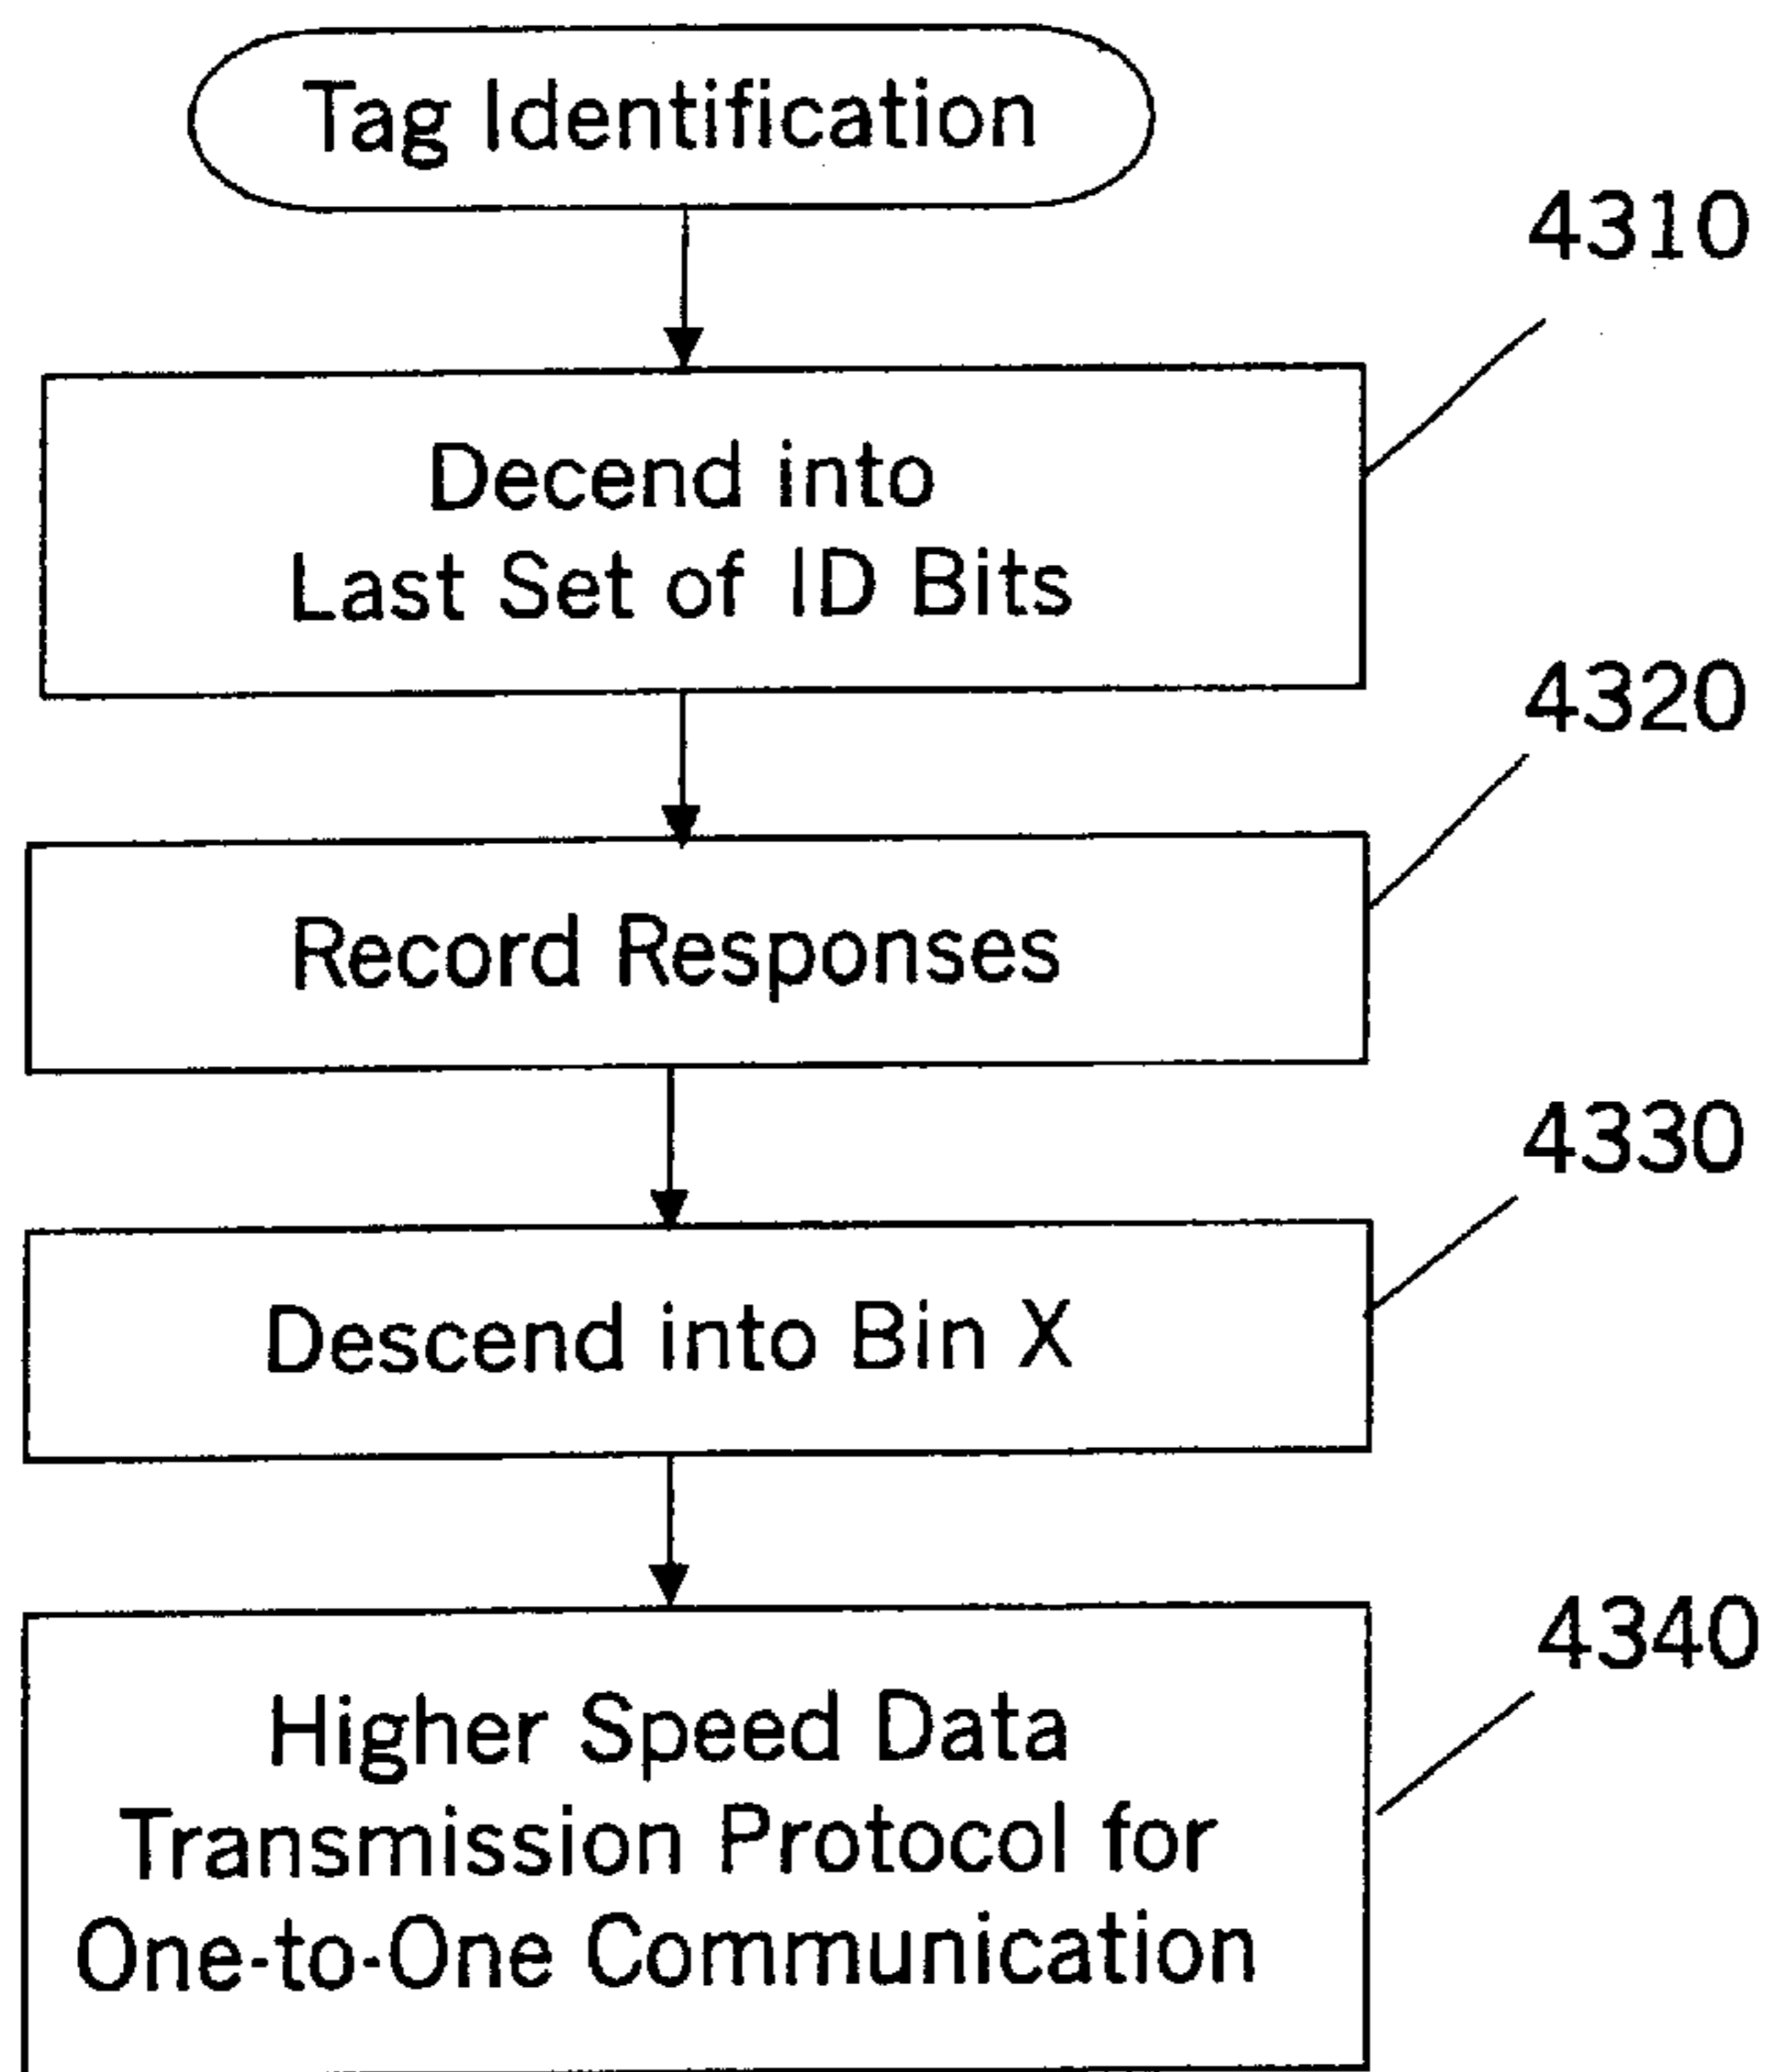 Tag Identification
4310
Decend into
Last Set of ID Bits
4320
Record Responses
4330
Descend into Bin X
4340
Higher Speed Data
Transmission Protocol for
One-to-One Communication